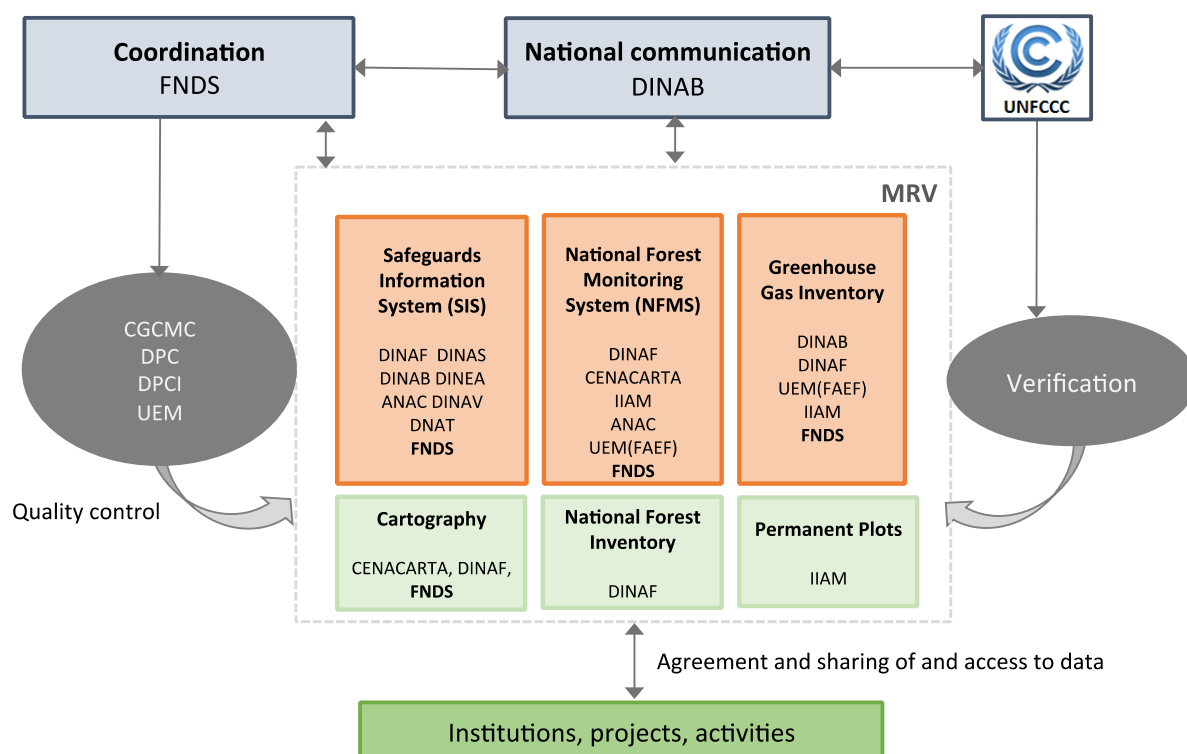 Coordination
FNDS
National communication
DINAB
UNFCCC
MRV
CGCMC
DPC
DPCI
UEM
Quality control
Safeguards
Information
System (SIS)
DINAF DINAS
DINAB DINEA
ANAC DINAV
DNAT
FNDS
National Forest
Monitoring
System (NFMS)
DINAF
CENACARTA
IIAM
ANAC
UEM(FAEF)
FNDS
Greenhouse
Gas Inventory
DINAB
DINAF
UEM(FAEF)
IIAM
FNDS
Verification
Cartography
CENACARTA, DINAF,
FNDS
National Forest
Inventory
DINAF
Permanent Plots
IIAM
Agreement and sharing of and access to data
Institutions, projects, activities